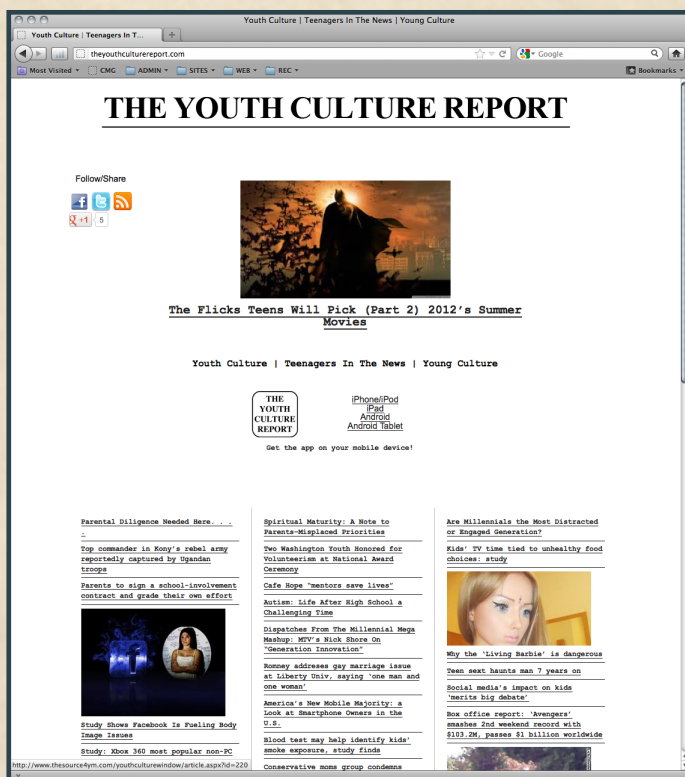 Youth Culture | Teenagers In The News | Young Culture
Youth Culture | Teenagers In T...
theyouthculturereport.com
Google
Most Visited
CMG
ADMIN
SITES
WEB
REC
Bookmarks
THE YOUTH CULTURE REPORT
Follow/Share
+1
5
The Flicks Teens Will Pick (Part 2) 2012's Summer
Movies
Youth Culture | Teenagers In The News | Young Culture
THE
YOUTH
CULTURE
REPORT
iPhone/iPod
iPad
Android
Android Tablet
Get the app on your mobile device!
Parental Diligence Needed Here. . .
.
Top commander in Kony's rebel army
reportedly captured by Ugandan
troops
Parents to sign a school-involvement
contract and grade their own effort
Study Shows Facebook Is Fueling Body
Image Issues
Study: Xbox 360 most popular non-PC
http://www.thesource4ym.com/youthculturewindow/article.aspx?id=220
Spiritual Maturity: A Note to
Parents-Misplaced Priorities
Two Washington Youth Honored for
Volunteerism at National Award
Ceremony
Cafe Hope "mentors save lives"
Autism: Life After High School a
Challenging Time
Dispatches From The Millennial Mega
Mashup: MTV's Nick Shore On
"Generation Innovation"
Romney addreses gay marriage issue
at Liberty Univ, saying 'one man and
one woman'
America's New Mobile Majority: a
Look at Smartphone Owners in the
U.S.
Blood test may help identify kids'
smoke exposure, study finds
Conservative moms group condemns
Are Millennials the Most Distracted
or Engaged Generation?
Kids' TV time tied to unhealthy food
choices: study
Why the 'Living Barbie' is dangerous
Teen sext haunts man 7 years on
Social media's impact on kids
'merits big debate'
Box office report: 'Avengers'
smashes 2nd weekend record with
$103.2M, passes $1 billion worldwide